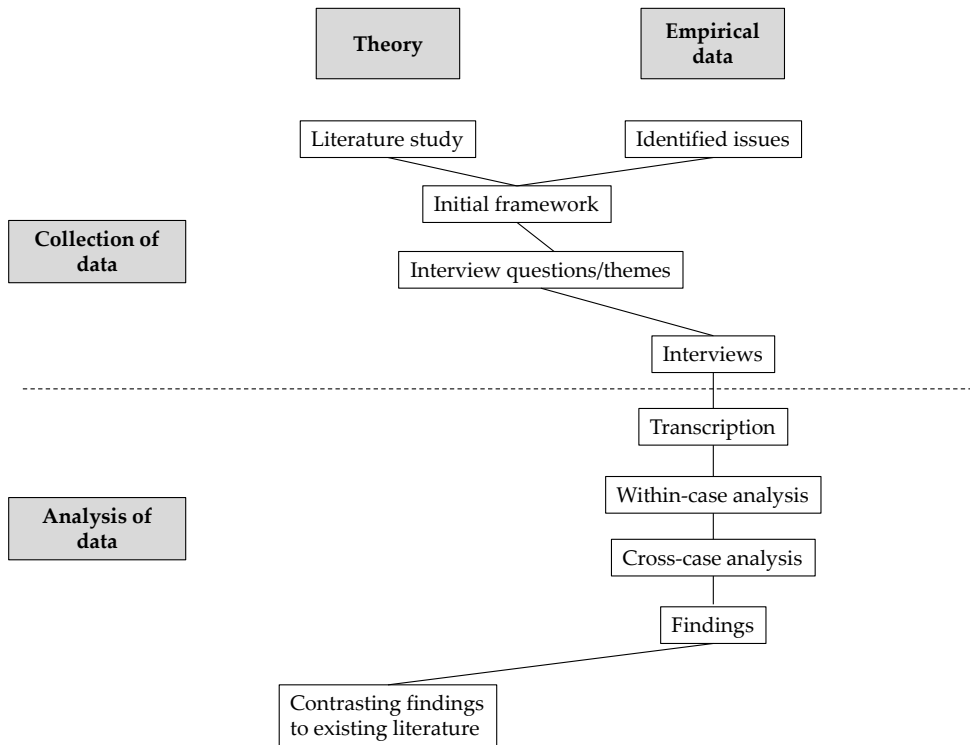 Theory
Empirical
data
Literature study
Identified issues
Initial framework
Collection of
data
Interview questions/themes
Interviews
Transcription
Within-case analysis
Analysis of
data
Cross-case analysis
Findings
Contrasting findings
to existing literature